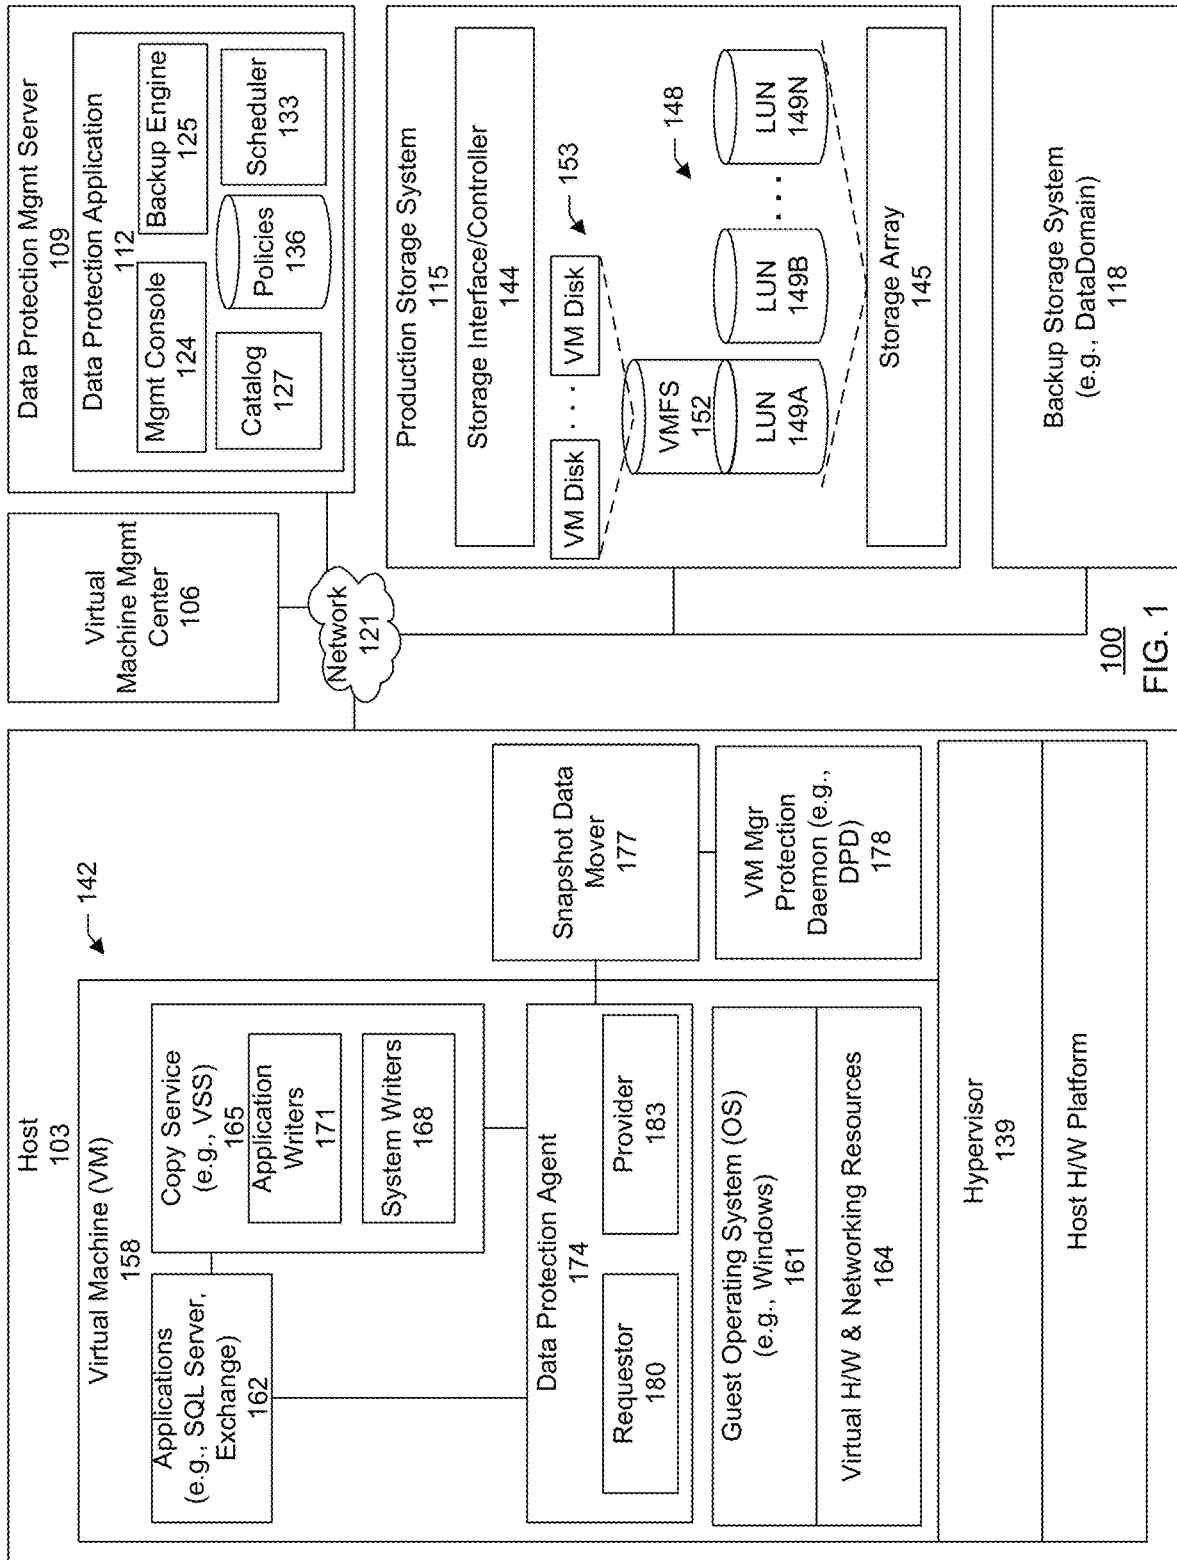 Host
103
Virtual Machine (VM)
158
142
Applications
(e.g., SQL Server,
Exchange)
162
Copy Service
(e.g., VSS)
165
Application
Writers
171
System Writers
168
Data Protection Agent
174
Requestor
180
Provider
183
Snapshot Data
Mover
177
VM Mgr
Protection
Daemon (e.g.,
DPD)
178
Guest Operating System (OS)
(e.g., Windows)
161
Virtual H/W & Networking Resources
164
Hypervisor
139
Host H/W Platform
Virtual
Machine Mgmt
Center
106
Network
121
Data Protection Mgmt Server
109
Data Protection Application
112
Mgmt Console
124
Backup Engine
125
Catalog
127
Policies
136
Scheduler
133
Production Storage System
115
Storage Interface/Controller
144
VM Disk
. . .
VM Disk
153
VMFS
152
148
LUN
149A
LUN
149B
. . .
LUN
149N
Storage Array
145
Backup Storage System
(e.g., DataDomain)
118
100
FIG. 1